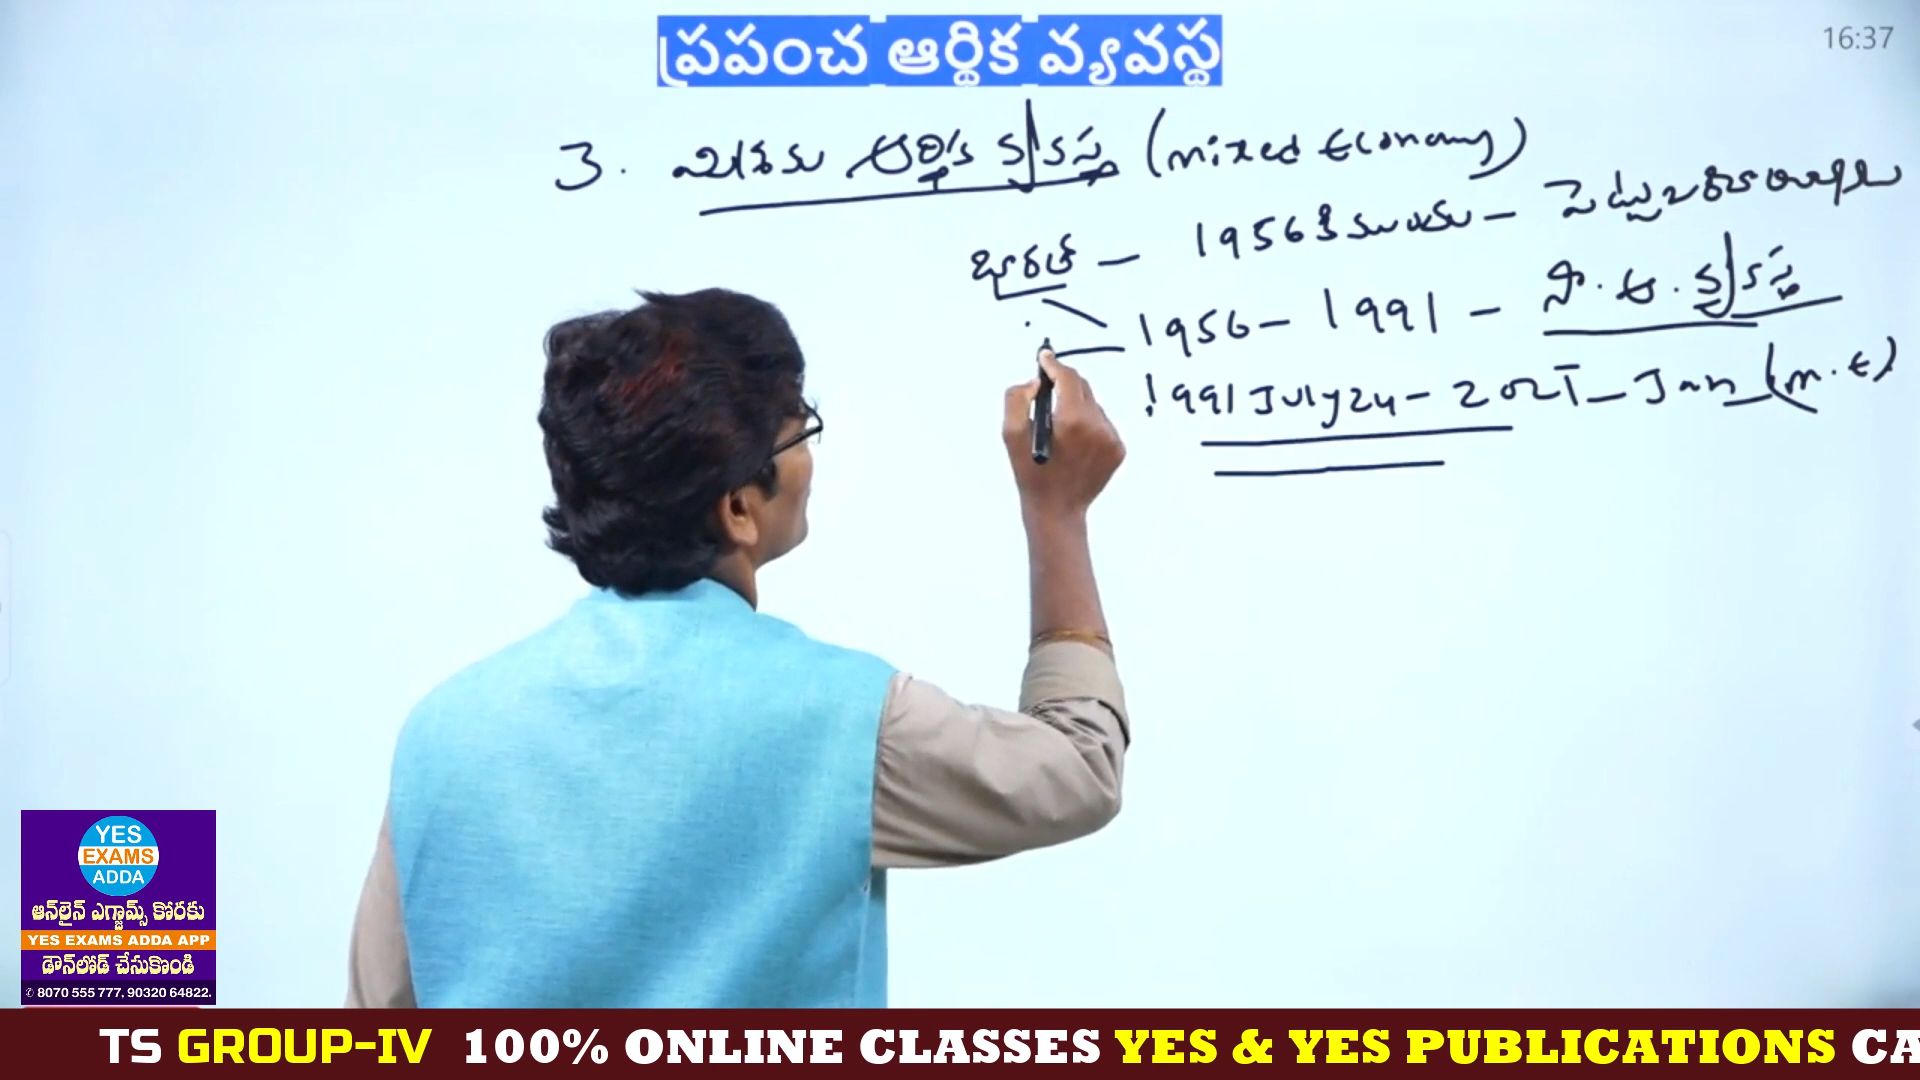 ప్రపంచ ఆర్థిక వ్యవస్థ
16:37
3. మిశ్రమ ఆర్థిక వ్యవస్థ (mixed Economy)
భారత్ - 1956కి ముందు - పెట్టుబడిదారీ
1956 - 1991 - సా. ఆ. వ్యవస్థ
1991 July 24 - 2021 - Jan (m.E)
YES
EXAMS
ADDA
ఆన్‌లైన్ ఎగ్జామ్స్ కోరకు
YES EXAMS ADDA APP
డౌన్‌లోడ్ చేసుకొండి
✆ 8070 555 777, 90320 64822.
TS GROUP-IV 100% ONLINE CLASSES YES & YES PUBLICATIONS CA